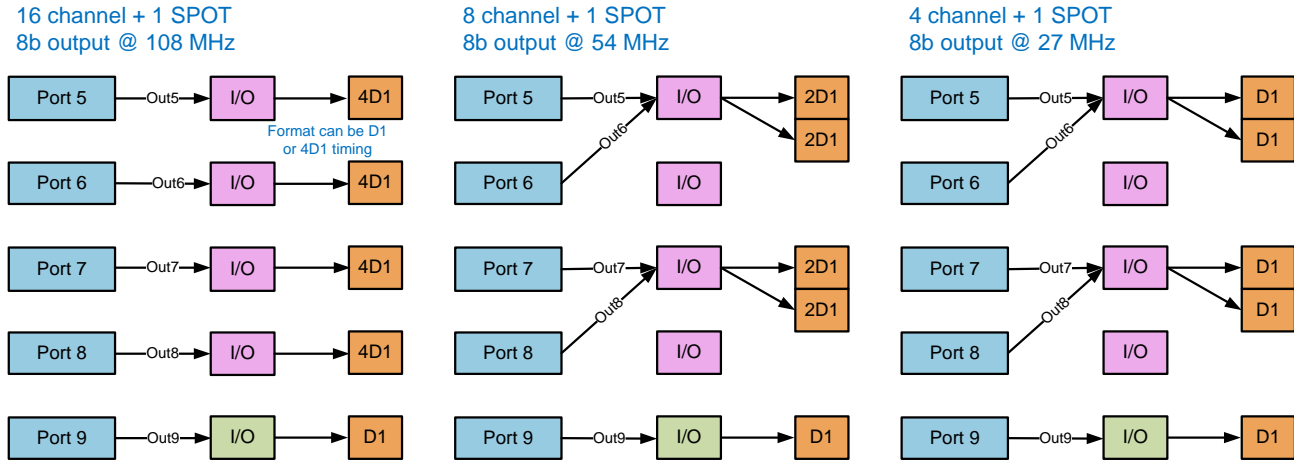 16 channel + 1 SPOT
8b output @ 108 MHz
Port 5
Out5
I/O
4D1
Format can be D1
or 4D1 timing
Port 6
Out6
I/O
4D1
Port 7
Out7
I/O
4D1
Port 8
Out8
I/O
4D1
Port 9
Out9
I/O
D1
8 channel + 1 SPOT
8b output @ 54 MHz
Port 5
Out5
I/O
2D1
2D1
Out6
Port 6
I/O
Port 7
Out7
I/O
2D1
2D1
Out8
Port 8
I/O
Port 9
Out9
I/O
D1
4 channel + 1 SPOT
8b output @ 27 MHz
Port 5
Out5
I/O
D1
D1
Out6
Port 6
I/O
Port 7
Out7
I/O
D1
D1
Out8
Port 8
I/O
Port 9
Out9
I/O
D1